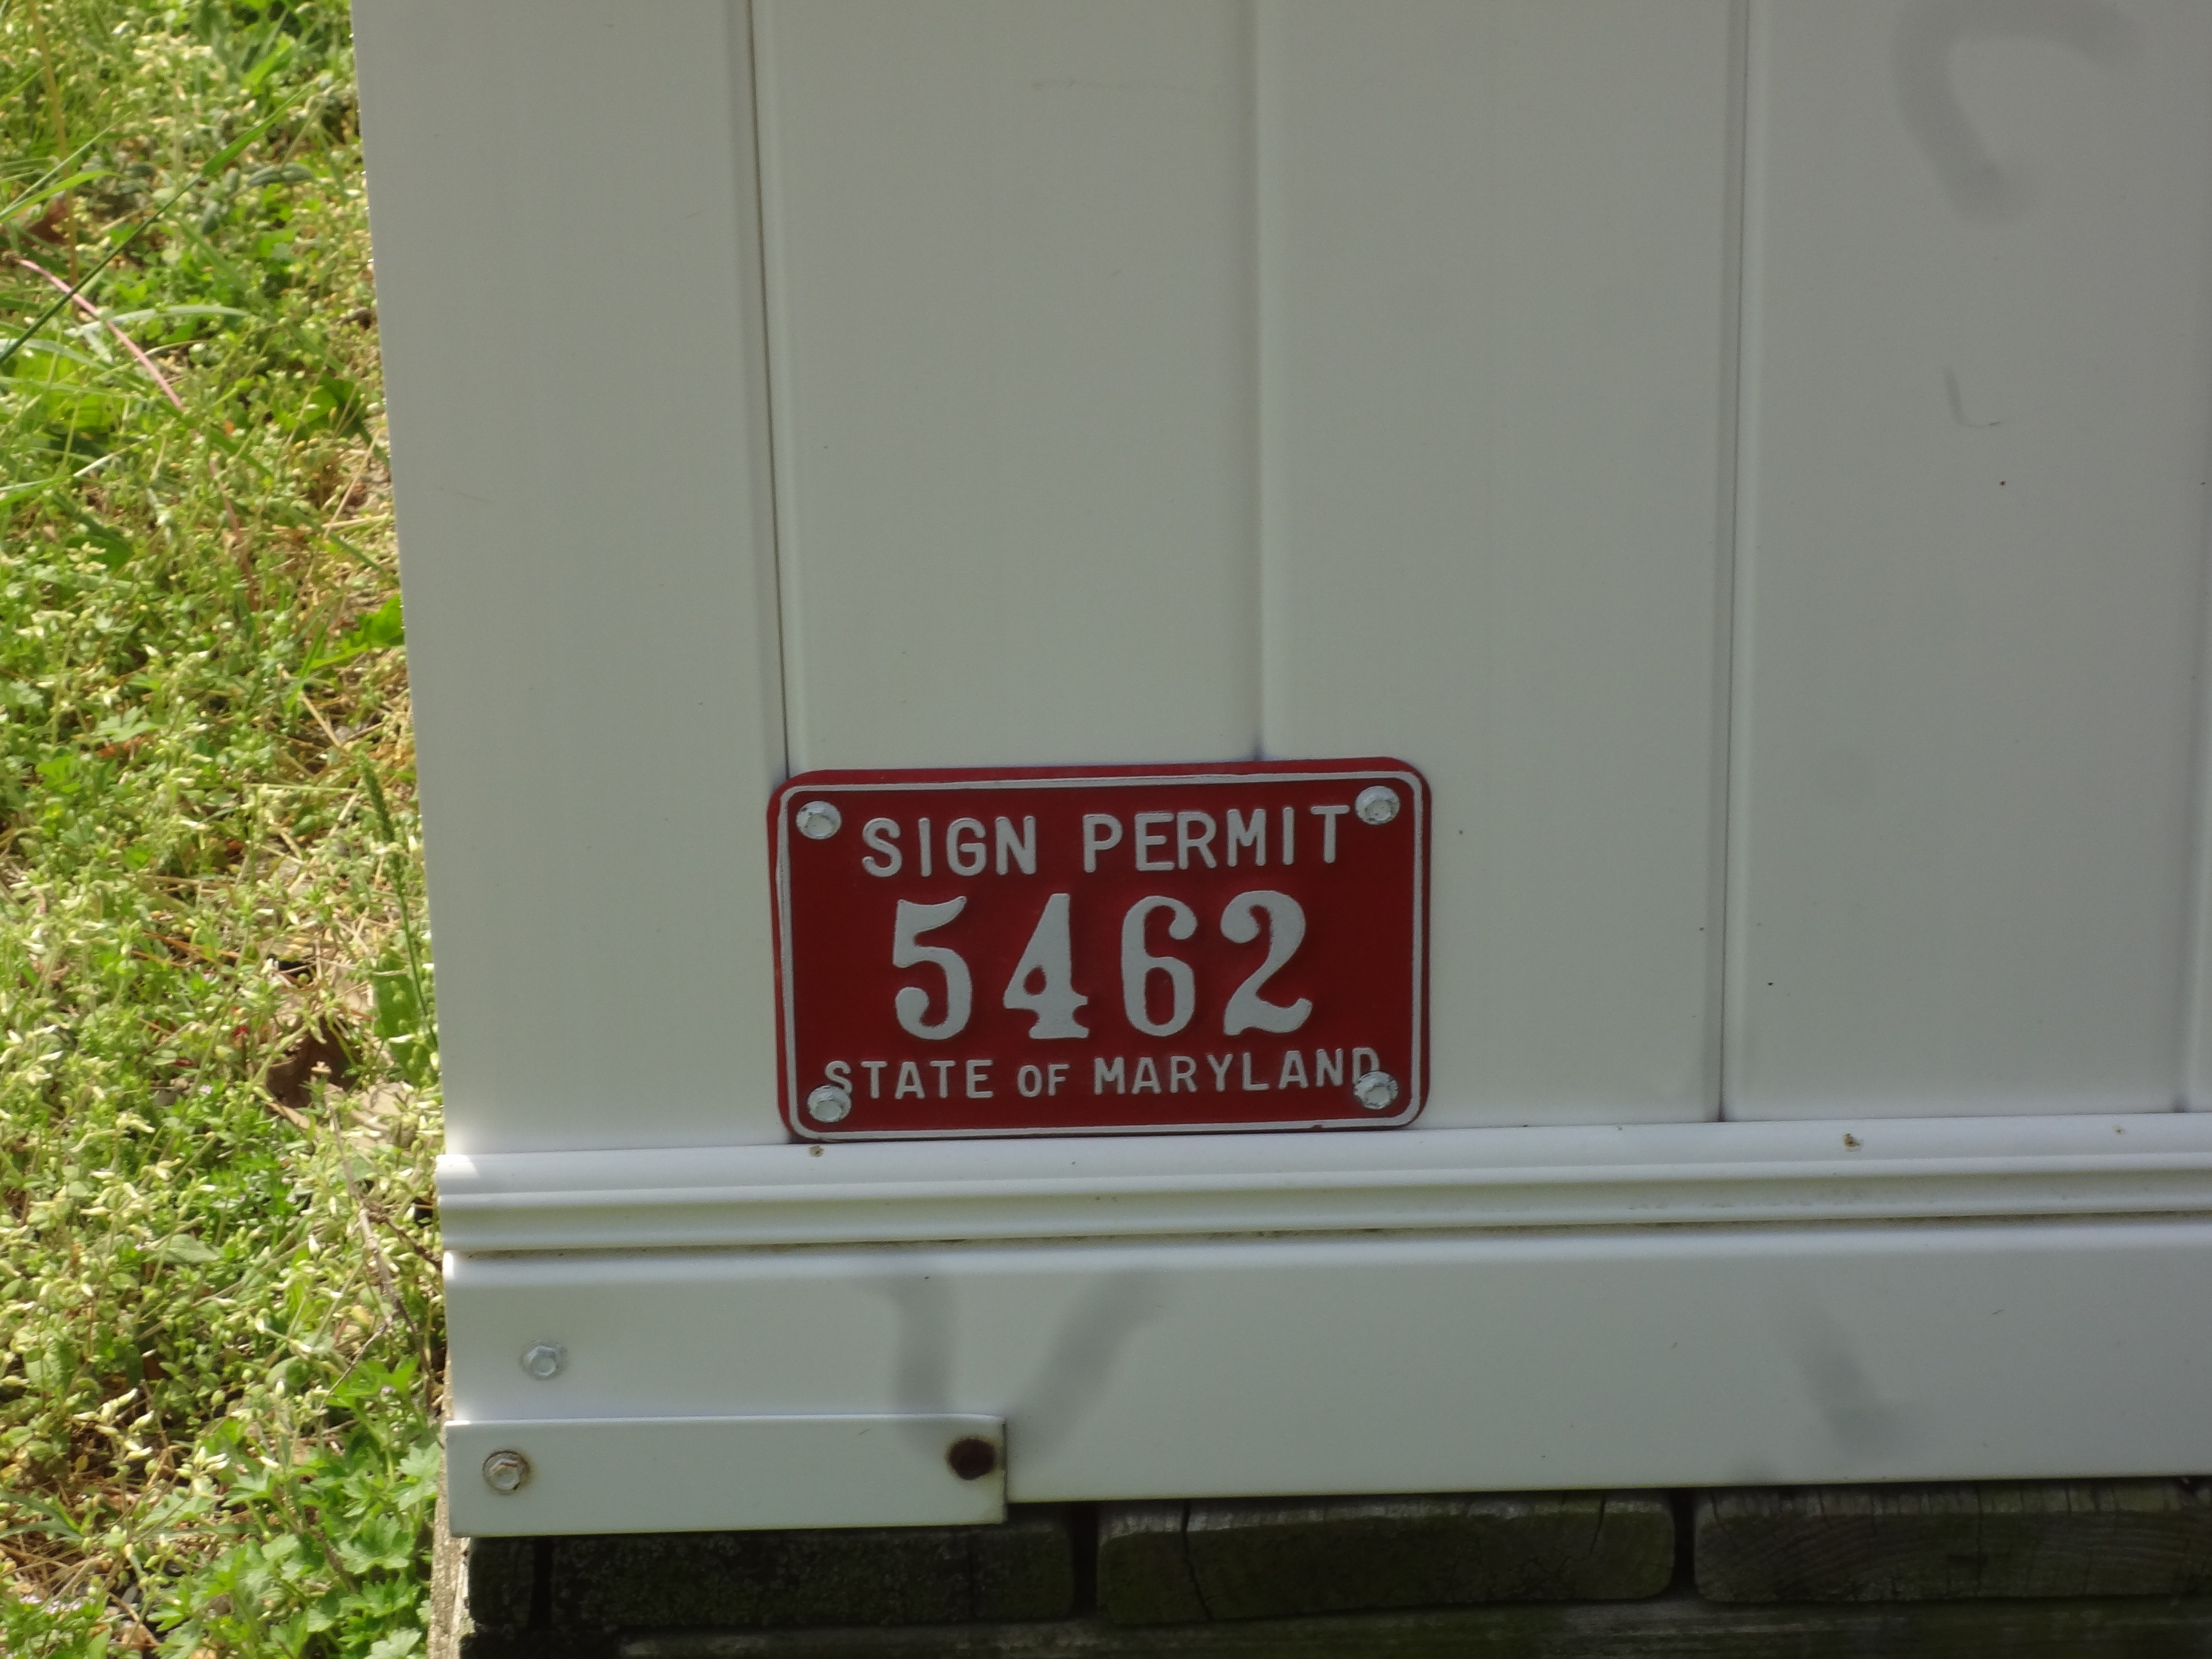 SIGN PERMIT
5462
STATE OF MARYLAND